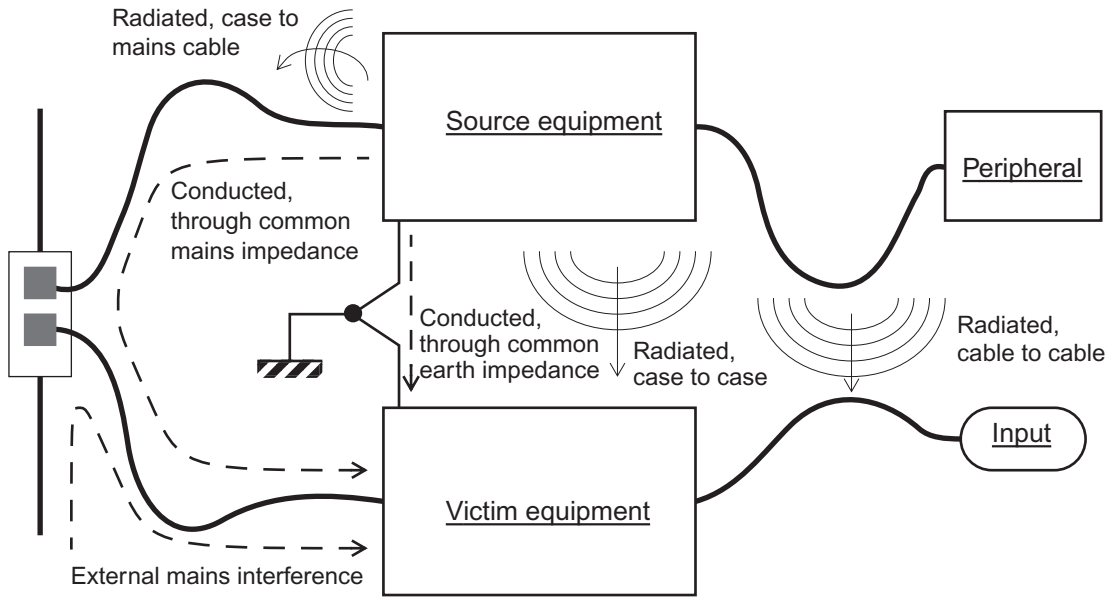 Radiated, case to
mains cable
Source equipment
Peripheral
Conducted,
through common
mains impedance
Conducted,
through common
earth impedance
Radiated,
case to case
Radiated,
cable to cable
Input
Victim equipment
External mains interference